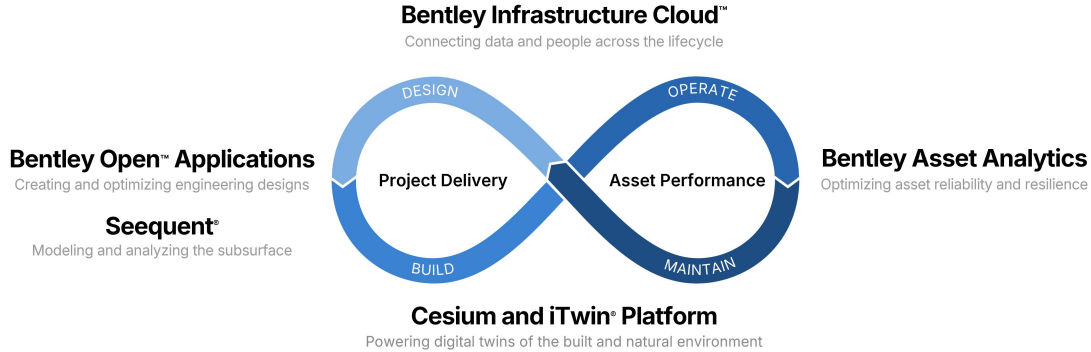 Bentley Infrastructure Cloud™
Connecting data and people across the lifecycle
DESIGN
OPERATE
Bentley Open™ Applications
Creating and optimizing engineering designs
Seequent®
Modeling and analyzing the subsurface
Project Delivery
Asset Performance
Bentley Asset Analytics
Optimizing asset reliability and resilience
BUILD
MAINTAIN
Cesium and iTwin® Platform
Powering digital twins of the built and natural environment